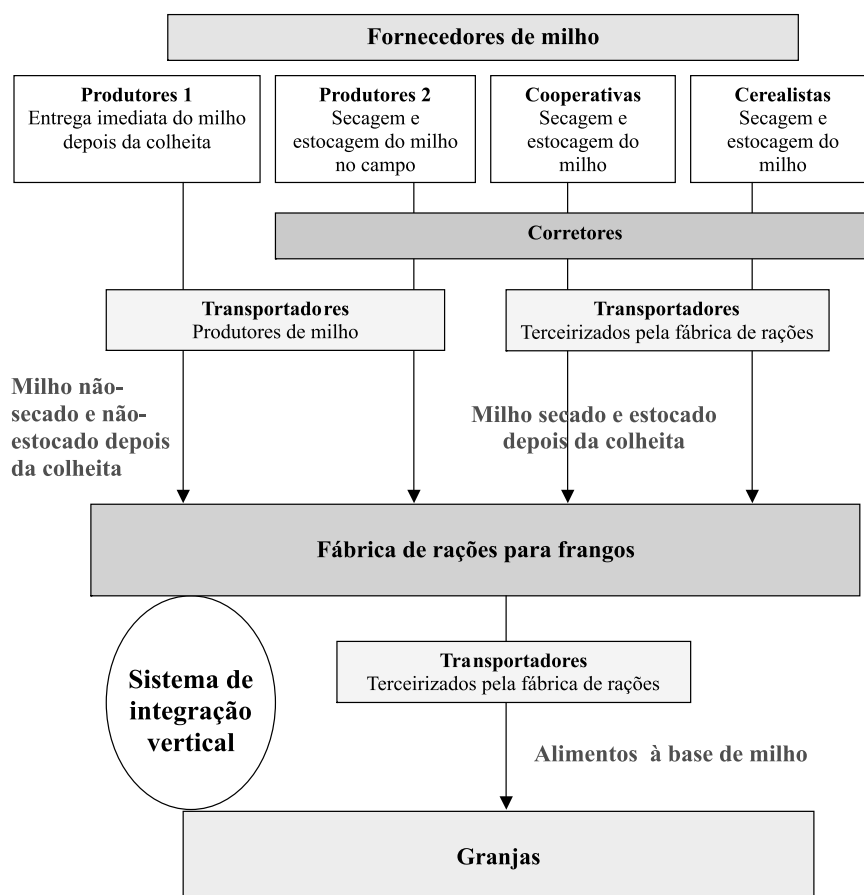 Fornecedores de milho
Produtores 1
Entrega imediata do milho
depois da colheita
Produtores 2
Secagem e
estocagem do milho
no campo
Cooperativas
Secagem e
estocagem do
milho
Cerealistas
Secagem e
estocagem do
milho
Corretores
Transportadores
Produtores de milho
Transportadores
Terceirizados pela fábrica de rações
Milho não-
secado e não-
estocado depois
da colheita
Milho secado e estocado
depois da colheita
Fábrica de rações para frangos
Sistema de
integração
vertical
Transportadores
Terceirizados pela fábrica de rações
Alimentos à base de milho
Granjas